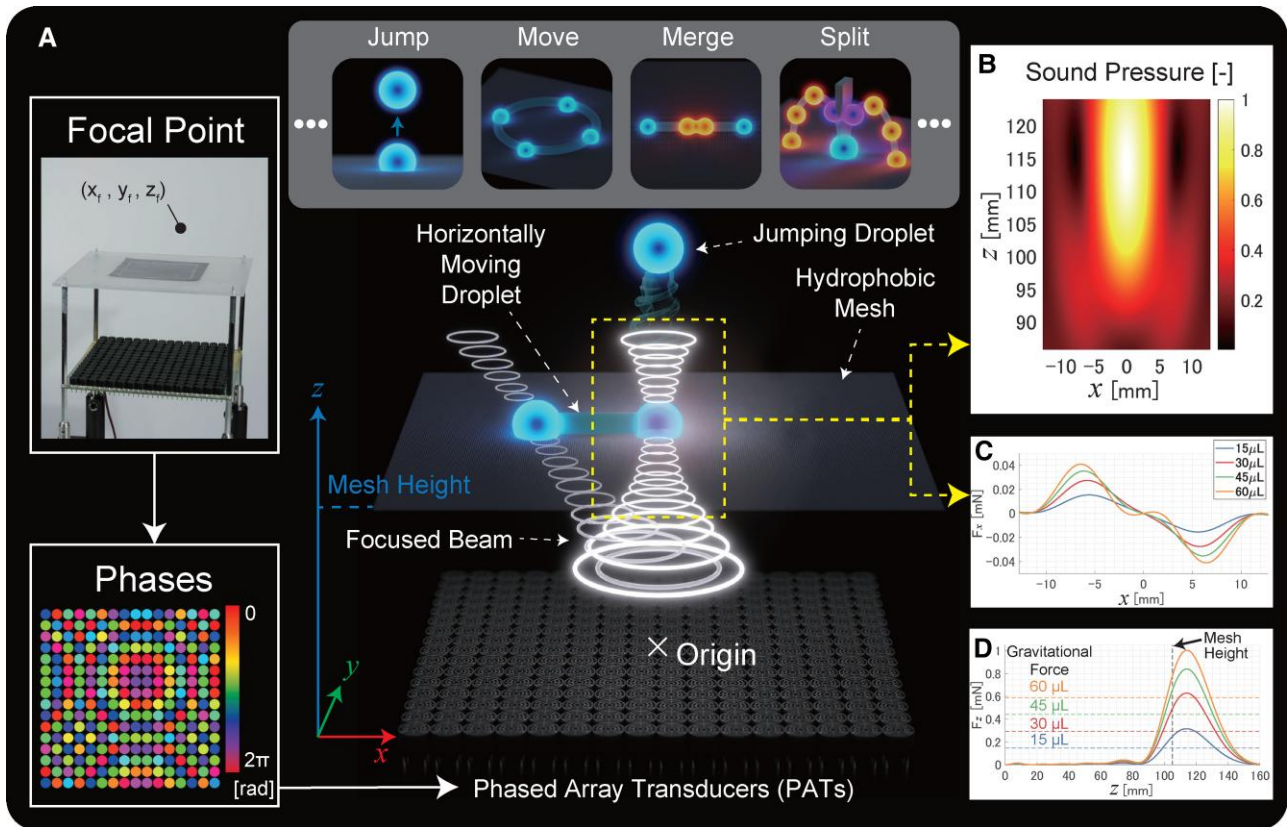 A
Focal Point
(x_f , y_f, z_f)
Phases
0
2π
[rad]
Jump
Move
Merge
Split
Horizontally
Moving
Droplet
Jumping Droplet
Hydrophobic
Mesh
z
Mesh Height
Focused Beam
Origin
y
x
Phased Array Transducers (PATs)
B
Sound Pressure [-]
z [mm]
120
115
110
105
100
95
90
−10
−5
0
5
10
x [mm]
1
0.8
0.6
0.4
0.2
C
15μL
30μL
45μL
60μL
Fx [mN]
0.04
0.02
0
-0.02
-0.04
-10
-5
0
5
10
x [mm]
D
Mesh
Height
Gravitational
Force
60 μL
45 μL
30 μL
15 μL
Fz [mN]
1
0.8
0.6
0.4
0.2
0
0
20
40
60
80
100
120
140
160
z [mm]